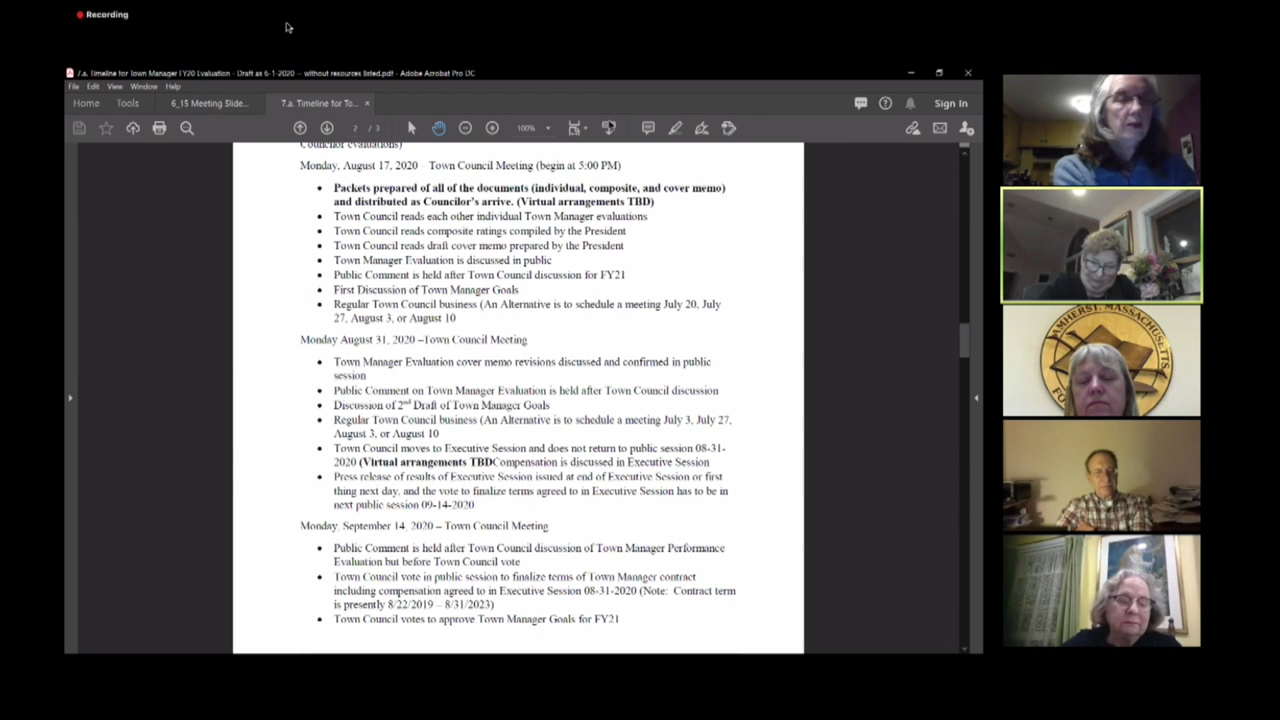 Recording
7.a. Timeline for Town Manager FY20 Evaluation - Draft as 6-1-2020 -- without resources listed.pdf - Adobe Acrobat Pro DC
File Edit View Window Help
Home Tools 6_15 Meeting Slide... 7.a. Timeline for To... × Sign In
2 / 3 100%
Councilor evaluations)
Monday, August 17, 2020 – Town Council Meeting (begin at 5:00 PM)
• Packets prepared of all of the documents (individual, composite, and cover memo)
and distributed as Councilor's arrive. (Virtual arrangements TBD)
• Town Council reads each other individual Town Manager evaluations
• Town Council reads composite ratings compiled by the President
• Town Council reads draft cover memo prepared by the President
• Town Manager Evaluation is discussed in public
• Public Comment is held after Town Council discussion for FY21
• First Discussion of Town Manager Goals
• Regular Town Council business (An Alternative is to schedule a meeting July 20, July
27, August 3, or August 10
Monday August 31, 2020 –Town Council Meeting
• Town Manager Evaluation cover memo revisions discussed and confirmed in public
session
• Public Comment on Town Manager Evaluation is held after Town Council discussion
• Discussion of 2nd Draft of Town Manager Goals
• Regular Town Council business (An Alternative is to schedule a meeting July 3, July 27,
August 3, or August 10
• Town Council moves to Executive Session and does not return to public session 08-31-
2020 (Virtual arrangements TBDCompensation is discussed in Executive Session
• Press release of results of Executive Session issued at end of Executive Session or first
thing next day, and the vote to finalize terms agreed to in Executive Session has to be in
next public session 09-14-2020
Monday, September 14, 2020 – Town Council Meeting
• Public Comment is held after Town Council discussion of Town Manager Performance
Evaluation but before Town Council vote
• Town Council vote in public session to finalize terms of Town Manager contract
including compensation agreed to in Executive Session 08-31-2020 (Note: Contract term
is presently 8/22/2019 – 8/31/2023)
• Town Council votes to approve Town Manager Goals for FY21
AMHERST, MASSACHUSETTS